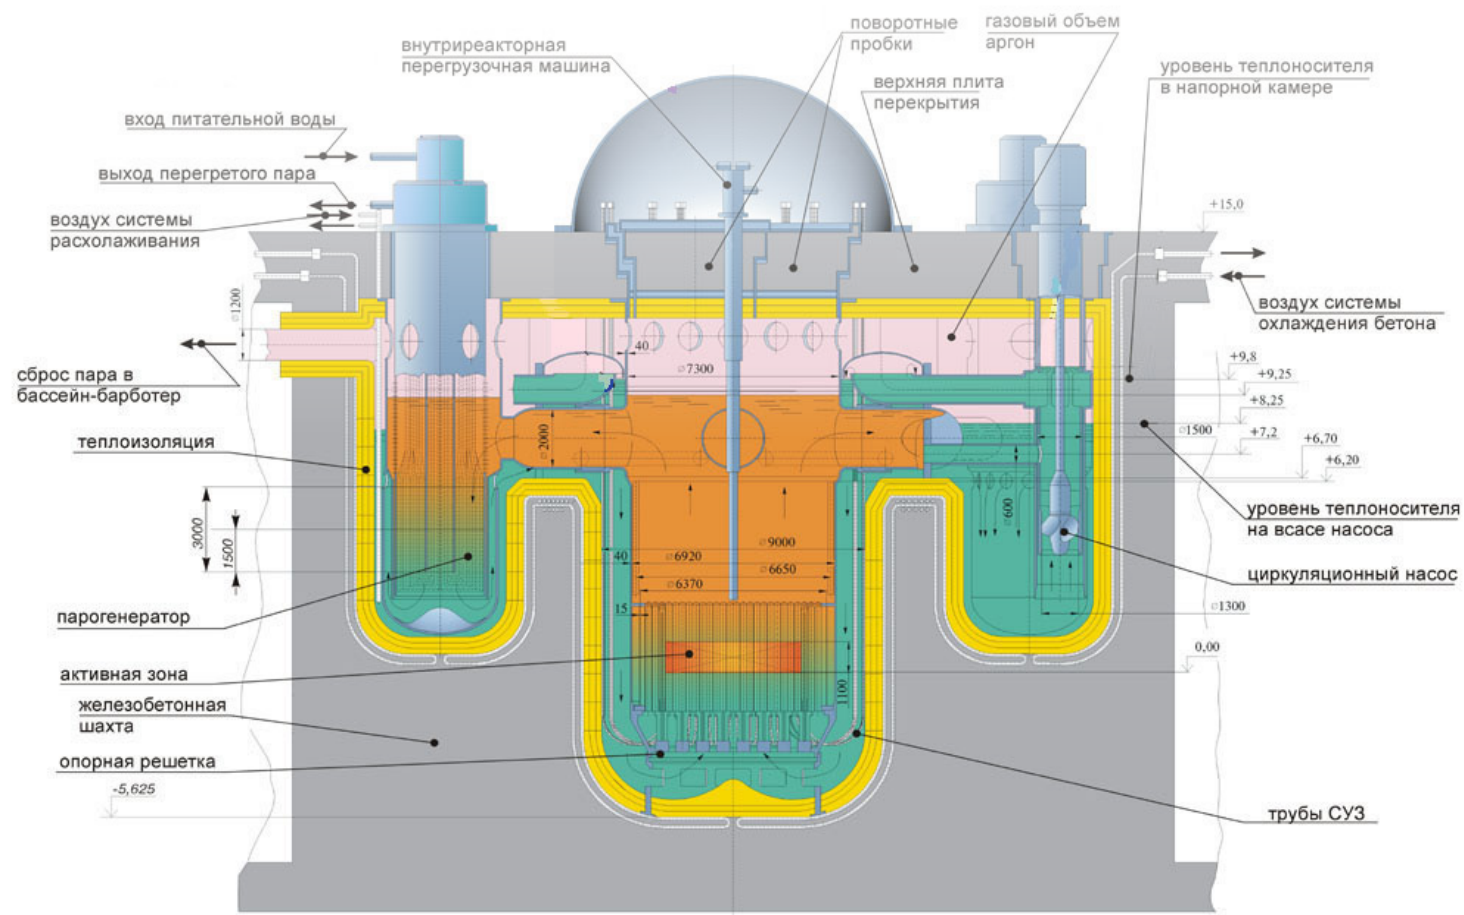 внутриреакторная
перегрузочная машина
поворотные
пробки
газовый объем
аргон
верхняя плита
перекрытия
уровень теплоносителя
в напорной камере
вход питательной воды
выход перегретого пара
воздух системы
расхолаживания
+15,0
воздух системы
охлаждения бетона
⌀1200
сброс пара в
бассейн-барботер
теплоизоляция
40
⌀7300
⌀2000
+9,8
+9,25
+8,25
⌀1500
+7,2
+6,70
+6,20
3000
1500
⌀600
уровень теплоносителя
на всасе насоса
⌀9000
40
⌀6920
⌀6650
⌀6370
15
циркуляционный насос
⌀1300
парогенератор
0,00
активная зона
1100
железобетонная
шахта
опорная решетка
-5,625
трубы СУЗ